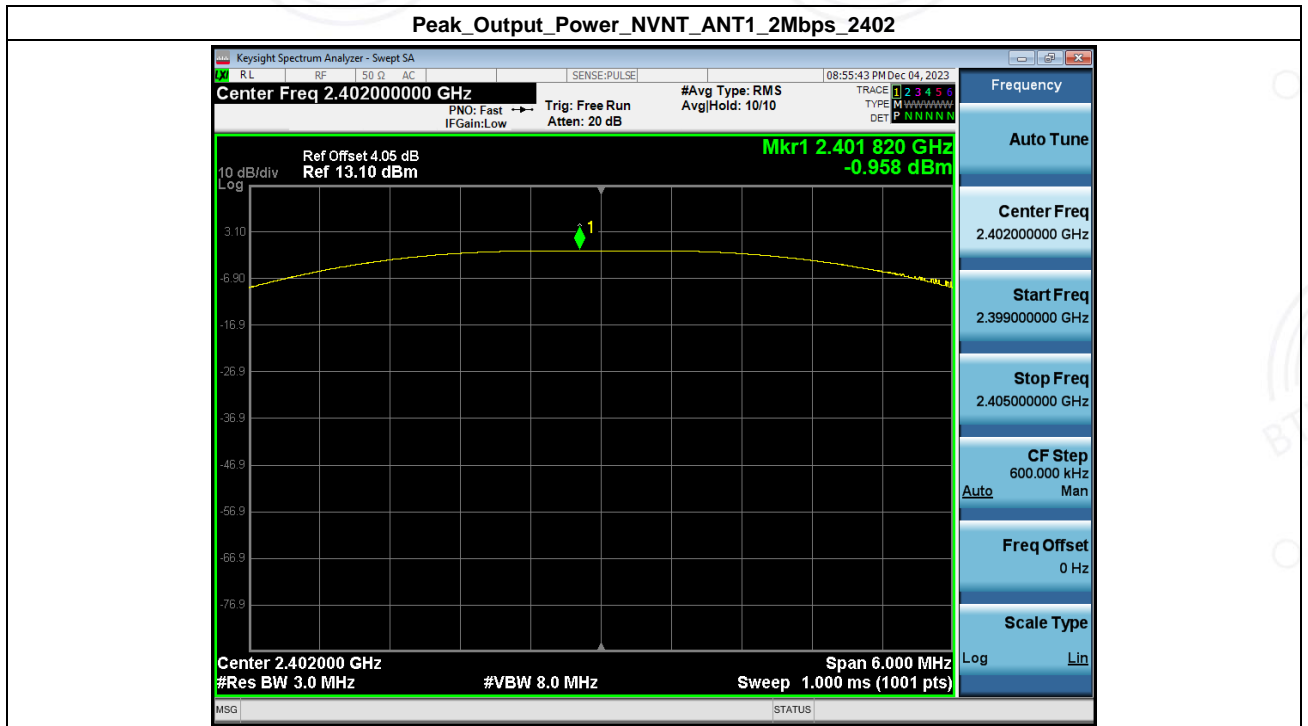 Peak_Output_Power_NVNT_ANT1_2Mbps_2402
Keysight Spectrum Analyzer - Swept SA
LXI RL RF 50 Ω AC SENSE:PULSE 08:55:43 PM Dec 04, 2023
Center Freq 2.402000000 GHz
PNO: Fast
IFGain:Low
Trig: Free Run
Atten: 20 dB
#Avg Type: RMS
Avg|Hold: 10/10
TRACE 1 2 3 4 5 6
TYPE M WWWWW
DET P N N N N N
Mkr1 2.401 820 GHz
-0.958 dBm
Ref Offset 4.05 dB
10 dB/div Ref 13.10 dBm
Log
1
3.10
-6.90
-16.9
-26.9
-36.9
-46.9
-56.9
-66.9
-76.9
Center 2.402000 GHz Span 6.000 MHz
#Res BW 3.0 MHz #VBW 8.0 MHz Sweep 1.000 ms (1001 pts)
MSG STATUS
Frequency
Auto Tune
Center Freq
2.402000000 GHz
Start Freq
2.399000000 GHz
Stop Freq
2.405000000 GHz
CF Step
600.000 kHz
Auto Man
Freq Offset
0 Hz
Scale Type
Log Lin